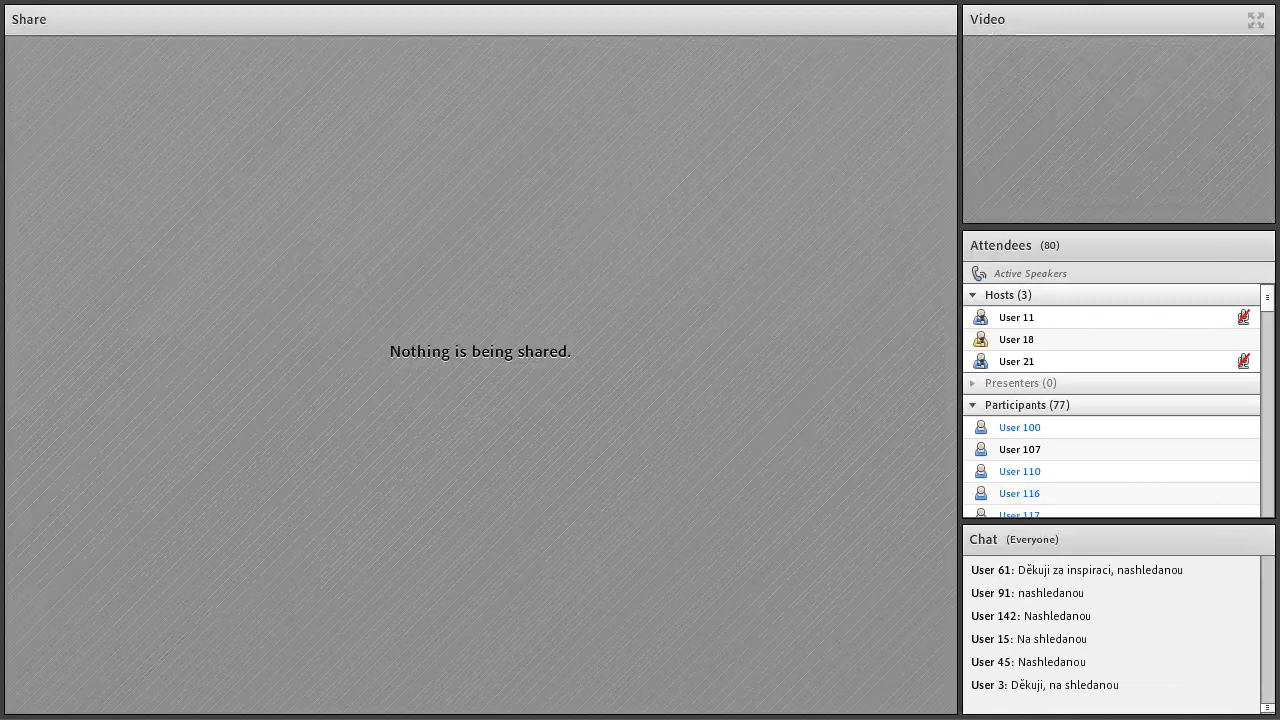 Share
Nothing is being shared.
Video
Attendees (80)
Active Speakers
Hosts (3)
User 11
User 18
User 21
Presenters (0)
Participants (77)
User 100
User 107
User 110
User 116
User 117
Chat (Everyone)
User 61: Děkuji za inspiraci, nashledanou
User 91: nashledanou
User 142: Nashledanou
User 15: Na shledanou
User 45: Nashledanou
User 3: Děkuji, na shledanou